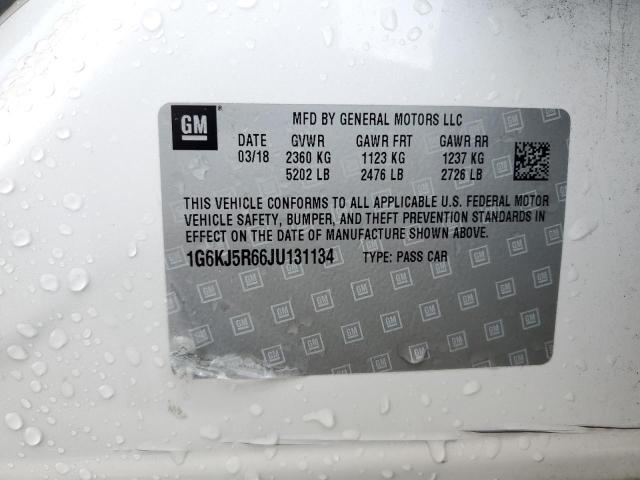 GM
MFD BY GENERAL MOTORS LLC
DATE GVWR GAWR FRT GAWR RR
03/18 2360 KG 1123 KG 1237 KG
5202 LB 2476 LB 2726 LB
THIS VEHICLE CONFORMS TO ALL APPLICABLE U.S. FEDERAL MOTOR
VEHICLE SAFETY, BUMPER, AND THEFT PREVENTION STANDARDS IN
EFFECT ON THE DATE OF MANUFACTURE SHOWN ABOVE.
1G6KJ5R66JU131134 TYPE: PASS CAR